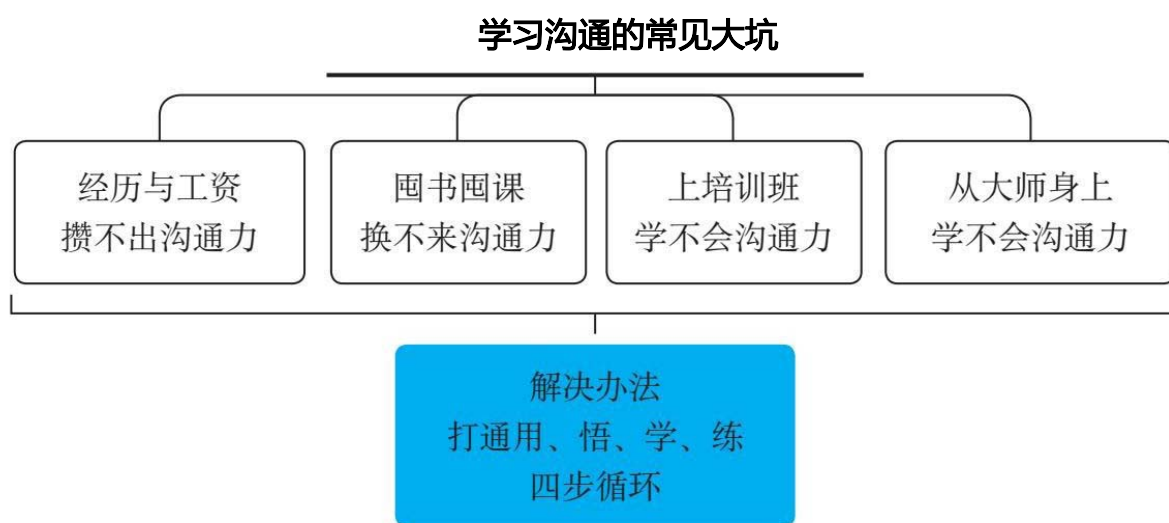 学习沟通的常见大坑
经历与工资
攒不出沟通力
囤书囤课
换不来沟通力
上培训班
学不会沟通力
从大师身上
学不会沟通力
解决办法
打通用、悟、学、练
四步循环